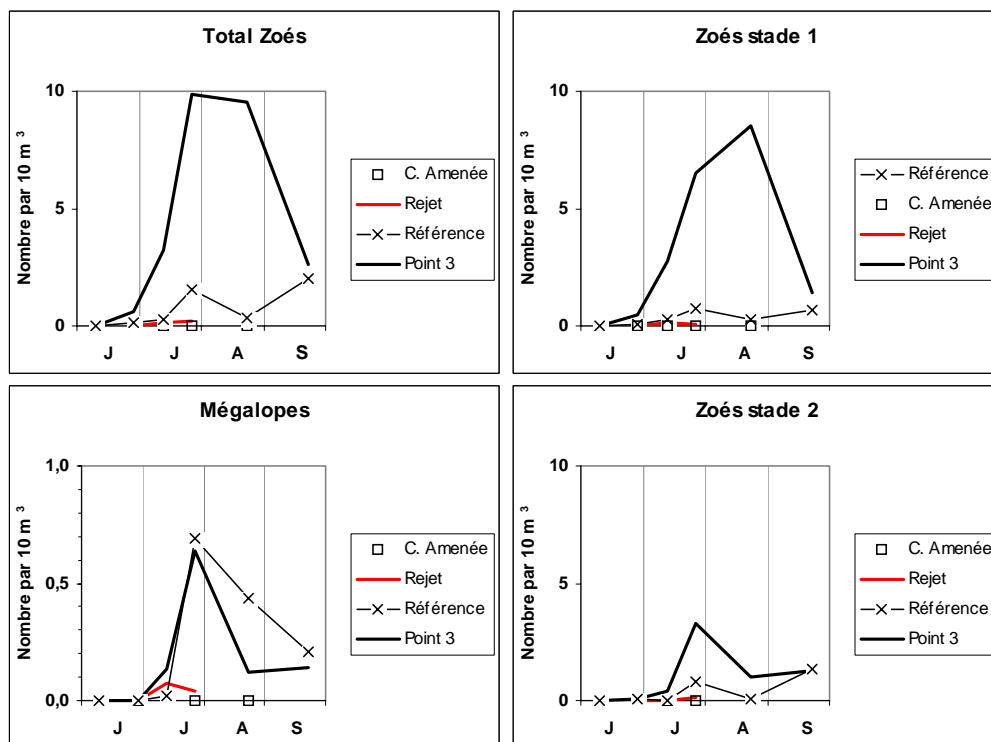 Total Zoés
Nombre par 10 m ³
10
5
0
J J A S
C. Amenée
Rejet
Référence
Point 3
Zoés stade 1
Nombre par 10 m ³
10
5
0
J J A S
Référence
C. Amenée
Rejet
Point 3
Mégalopes
Nombre par 10 m ³
1,0
0,5
0,0
J J A S
C. Amenée
Rejet
Référence
Point 3
Zoés stade 2
Nombre par 10 m ³
10
5
0
J J A S
C. Amenée
Rejet
Référence
Point 3